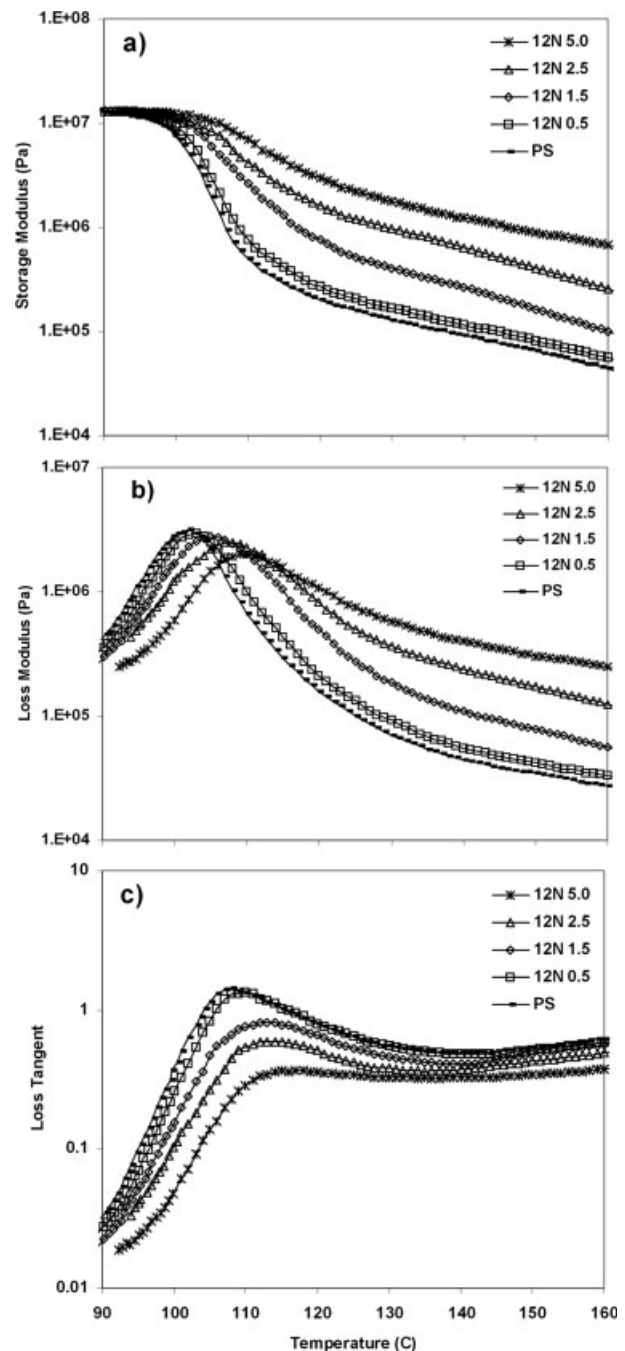 1.E+08
a)
12N 5.0
12N 2.5
12N 1.5
12N 0.5
PS
1.E+07
1.E+06
1.E+05
1.E+04
Storage Modulus (Pa)
1.E+07
b)
12N 5.0
12N 2.5
12N 1.5
12N 0.5
PS
1.E+06
1.E+05
1.E+04
Loss Modulus (Pa)
10
c)
12N 5.0
12N 2.5
12N 1.5
12N 0.5
PS
1
0.1
0.01
Loss Tangent
90 100 110 120 130 140 150 160
Temperature (C)